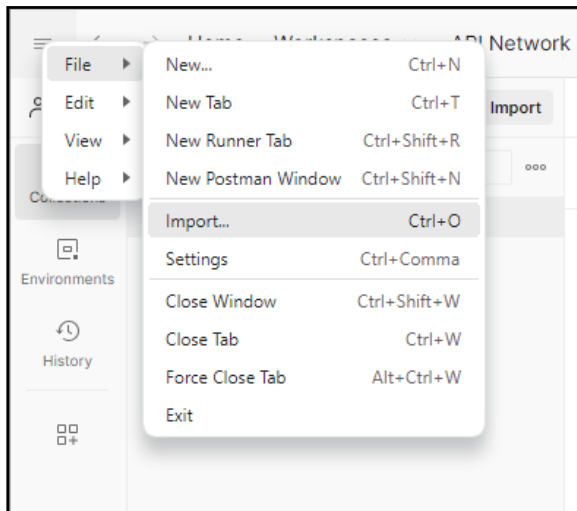 API Network
File
Edit
View
Help
New... Ctrl+N
New Tab Ctrl+T
New Runner Tab Ctrl+Shift+R
New Postman Window Ctrl+Shift+N
Import... Ctrl+O
Settings Ctrl+Comma
Close Window Ctrl+Shift+W
Close Tab Ctrl+W
Force Close Tab Alt+Ctrl+W
Exit
Import
Environments
History